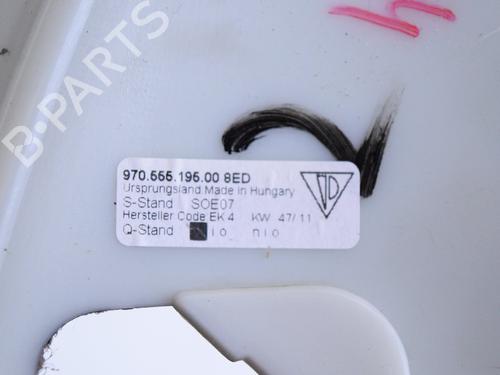 B-PARTS
970.555.195.00 8ED
Ursprungsland Made in Hungary
S-Stand SOE07
Hersteller Code EK 4 KW 47/11
Q-Stand i.o n i o